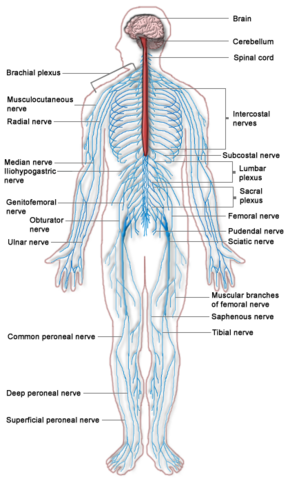 Brain
Cerebellum
Spinal cord
Brachial plexus
Musculocutaneous
nerve
Radial nerve
Intercostal
nerves
Median nerve
Iliohypogastric
nerve
Subcostal nerve
Lumbar
plexus
Sacral
plexus
Genitofemoral
nerve
Obturator
nerve
Ulnar nerve
Femoral nerve
Pudendal nerve
Sciatic nerve
Muscular branches
of femoral nerve
Saphenous nerve
Common peroneal nerve
Tibial nerve
Deep peroneal nerve
Superficial peroneal nerve